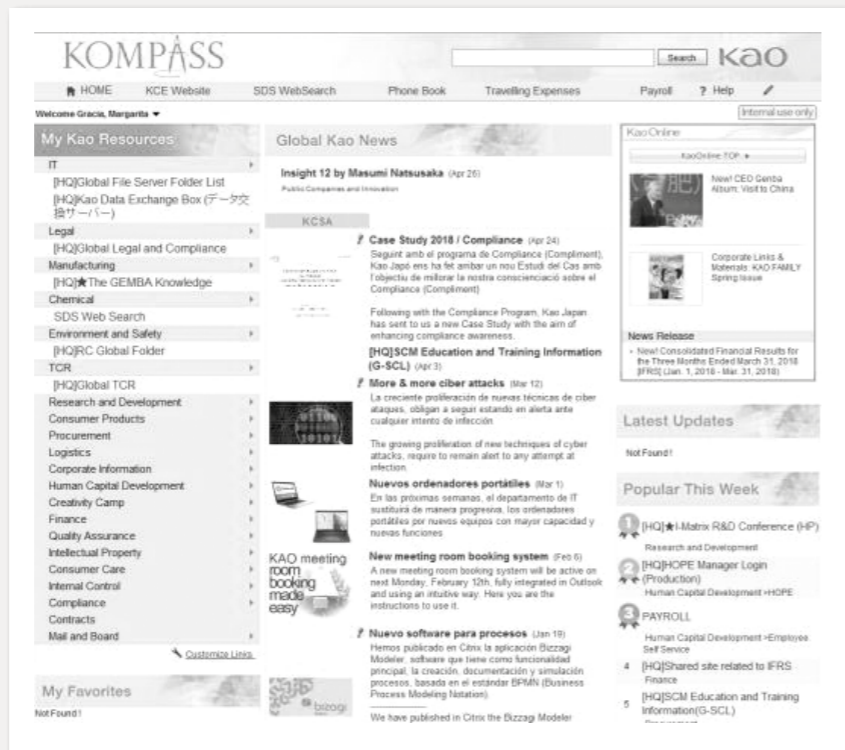 KOMPASS
Search
Kao
HOME
KCE Website
SDS WebSearch
Phone Book
Travelling Expenses
Payroll
? Help
Welcome Gracia, Margarita
Internal use only
My Kao Resources
IT
[HQ]Global File Server Folder List
[HQ]Kao Data Exchange Box (データ交
換サーバー)
Legal
[HQ]Global Legal and Compliance
Manufacturing
[HQ]★The GEMBA Knowledge
Chemical
SDS Web Search
Environment and Safety
[HQ]RC Global Folder
TCR
[HQ]Global TCR
Research and Development
Consumer Products
Procurement
Logistics
Corporate Information
Human Capital Development
Creativity Camp
Finance
Quality Assurance
Intellectual Property
Consumer Care
Internal Control
Compliance
Contracts
Mail and Board
Customize Links
My Favorites
Not Found !
Global Kao News
Insight 12 by Masumi Natsusaka (Apr 26)
Public Companies and Innovation
KCSA
Case Study 2018 / Compliance (Apr 24)
Seguint amb el programa de Compliance (Compliment),
Kao Japó ens ha fet arribar un nou Estudi del Cas amb
l'objectiu de millorar la nostra conscienciació sobre el
Compliance (Compliment)
Following with the Compliance Program, Kao Japan
has sent to us a new Case Study with the aim of
enhancing compliance awareness.
[HQ]SCM Education and Training Information
(G-SCL) (Apr 3)
More & more ciber attacks (Mar 12)
La creciente proliferación de nuevas técnicas de ciber
ataques, obligan a seguir estando en alerta ante
cualquier intento de infección
The growing proliferation of new techniques of cyber
attacks, require to remain alert to any attempt at
infection.
Nuevos ordenadores portátiles (Mar 1)
En las próximas semanas, el departamento de IT
sustituirá de manera progresiva, los ordenadores
portátiles por nuevos equipos con mayor capacidad y
nuevas funciones
KAO meeting
room
booking
made
easy
New meeting room booking system (Feb 6)
A new meeting room booking system will be active on
next Monday, February 12th, fully integrated in Outlook
and using an intuitive way. Here you are the
instructions to use it.
Nuevo software para procesos (Jan 19)
Hemos publicado en Citrix la aplicación Bizzagi
Modeler, software que tiene como funcionalidad
principal, la creación, documentación y simulación
procesos, basada en el estándar BPMN (Business
Process Modeling Notation).
bizagi
We have published in Citrix the Bizzagi Modeler
Kao Online
KaoOnline TOP
New! CEO Genba
Album: Visit to China
Corporate Links &
Materials: KAO FAMILY
Spring Issue
News Release
New! Consolidated Financial Results for
the Three Months Ended March 31, 2018
[IFRS] (Jan. 1, 2018 - Mar. 31, 2018)
Latest Updates
Not Found !
Popular This Week
1
[HQ]★I-Matrix R&D Conference (HP)
Research and Development
2
[HQ]HOPE Manager Login
(Production)
Human Capital Development >HOPE
3
PAYROLL
Human Capital Development >Employee
Self Service
4 [HQ]Shared site related to IFRS
Finance
5 [HQ]SCM Education and Training
Information(G-SCL)